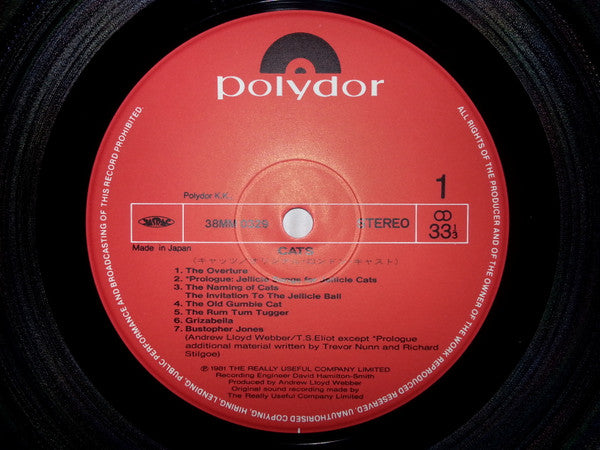 polydor
Polydor K.K.
1
JASRAC
38MM
STEREO
33 1/3
Made in Japan
CATS
1. The Overture
2. *Prologue: Jellicle Songs for Jellicle Cats
3. The Naming of Cats
The Invitation To The Jellicle Ball
4. The Old Gumbie Cat
5. The Rum Tum Tugger
6. Grizabella
7. Bustopher Jones
(Andrew Lloyd Webber/T.S.Eliot except *Prologue
additional material written by Trevor Nunn and Richard
Stilgoe)
℗ 1981 THE REALLY USEFUL COMPANY LIMITED
Recording Engineer David Hamilton-Smith
Produced by Andrew Lloyd Webber
Original sound recording made by
The Really Useful Company Limited
ALL RIGHTS OF THE PRODUCER AND OF THE OWNER OF THE WORK REPRODUCED RESERVED. UNAUTHORISED COPYING, HIRING, LENDING, PUBLIC PERFORMANCE AND BROADCASTING OF THIS RECORD PROHIBITED.